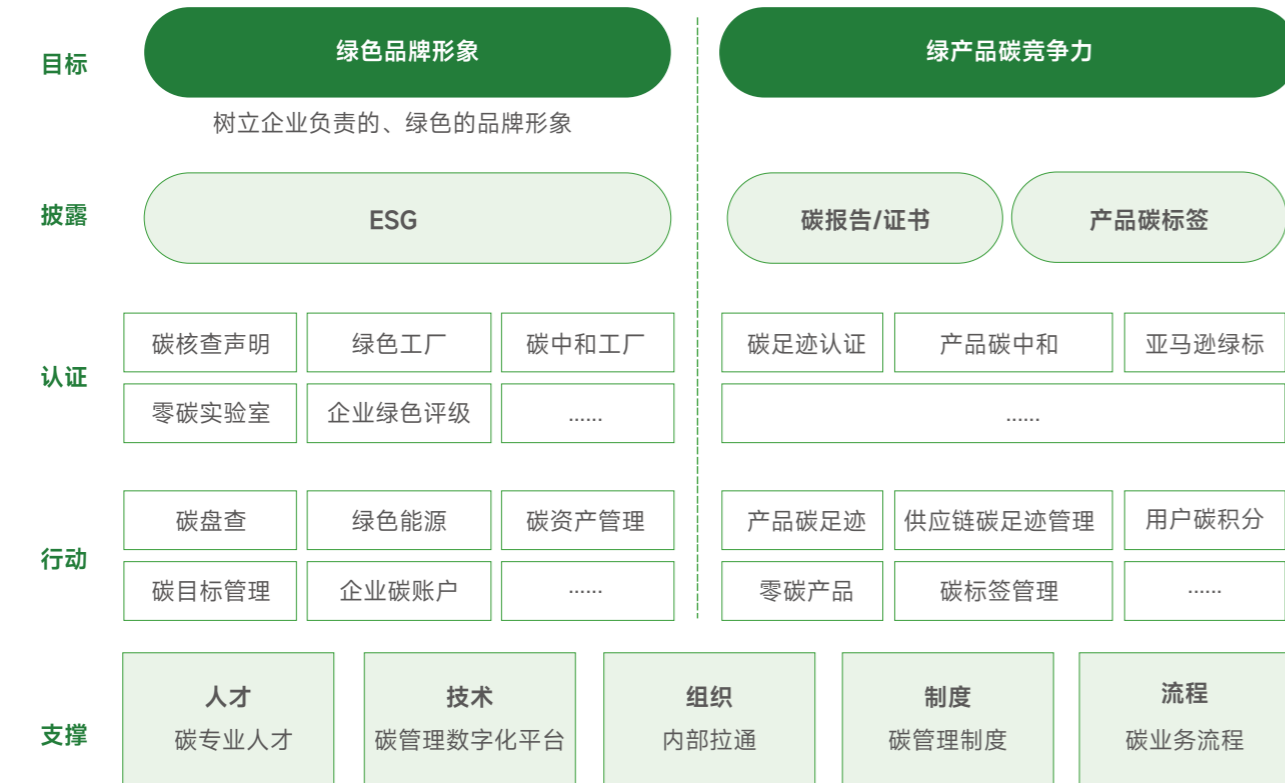 目标
绿色品牌形象
绿产品碳竞争力
树立企业负责的、绿色的品牌形象
披露
ESG
碳报告/证书
产品碳标签
认证
碳核查声明
绿色工厂
碳中和工厂
碳足迹认证
产品碳中和
亚马逊绿标
零碳实验室
企业绿色评级
......
......
行动
碳盘查
绿色能源
碳资产管理
产品碳足迹
供应链碳足迹管理
用户碳积分
碳目标管理
企业碳账户
......
零碳产品
碳标签管理
......
支撑
人才
碳专业人才
技术
碳管理数字化平台
组织
内部拉通
制度
碳管理制度
流程
碳业务流程